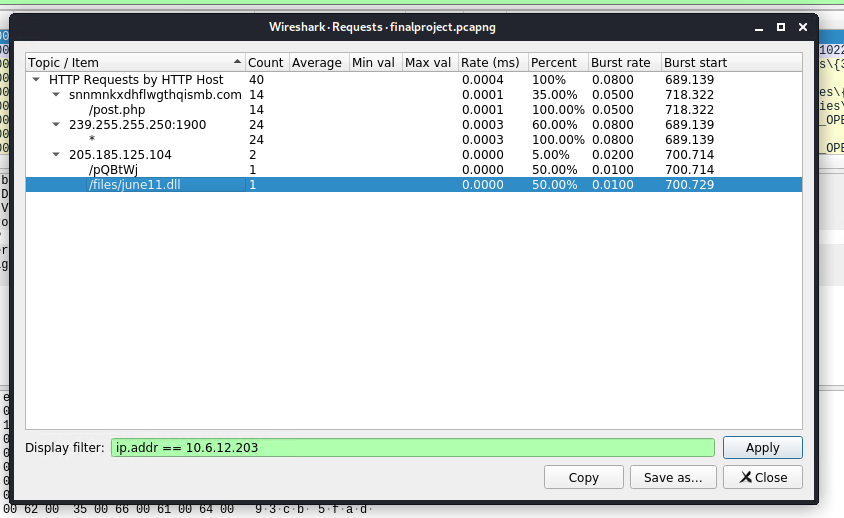 Wireshark · Requests · finalproject.pcapng
Topic / Item Count Average Min val Max val Rate (ms) Percent Burst rate Burst start
HTTP Requests by HTTP Host 40 0.0004 100% 0.0800 689.139
snnmnkxdhflwgthqismb.com 14 0.0001 35.00% 0.0500 718.322
/post.php 14 0.0001 100.00% 0.0500 718.322
239.255.255.250:1900 24 0.0003 60.00% 0.0800 689.139
* 24 0.0003 100.00% 0.0800 689.139
205.185.125.104 2 0.0000 5.00% 0.0200 700.714
/pQBtWj 1 0.0000 50.00% 0.0100 700.714
/files/june11.dll 1 0.0000 50.00% 0.0100 700.729
Display filter: ip.addr == 10.6.12.203 Apply
Copy Save as… Close
00 62 00 35 00 66 00 61 00 64 00 9·3·c·b· 5·f·a·d·